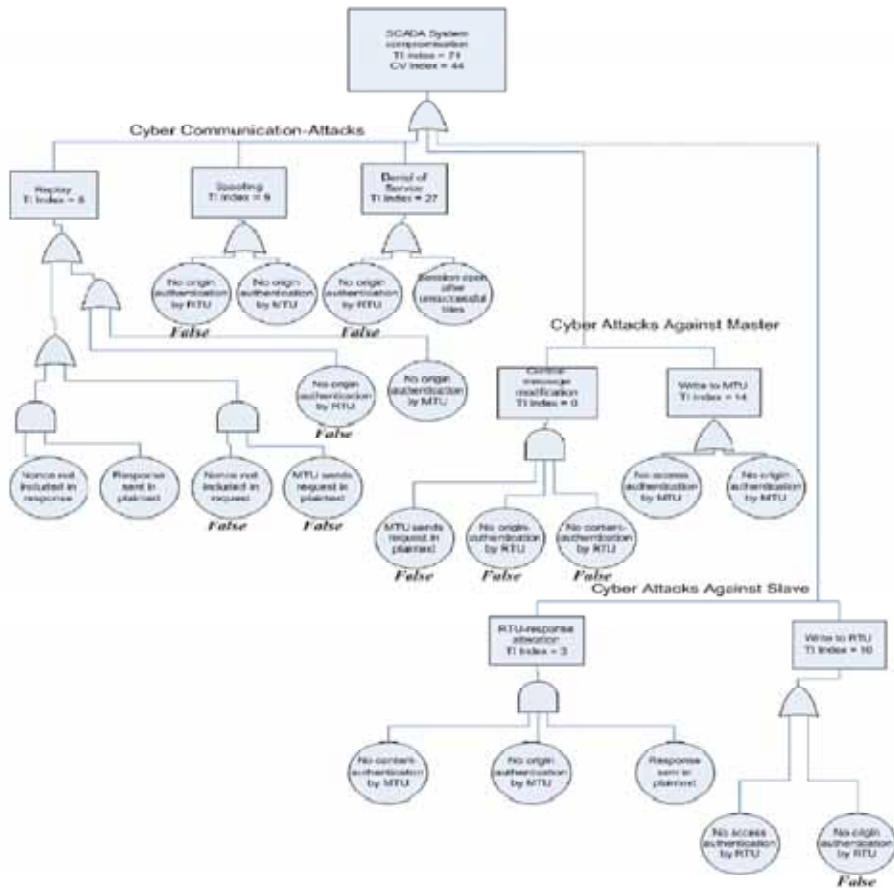 SCADA System
compromisation
TI index = 71
CV Index = 44
Cyber Communication-Attacks
Replay
TI Index = 8
Spoofing
TI Index = 9
Denial of
Service
TI Index = 27
No origin
authentication
by RTU
False
No origin
authentication
by MTU
No origin
authentication
by RTU
False
Session open
after
unsuccessful
Cyber Attacks Against Master
No origin
authentication
by RTU
False
No origin
authentication
by MTU
Control
message
modification
TI Index = 0
Write to MTU
TI Index = 14
Nonce not
included in
response
Response
sent in
plaintext
Nonce not
included in
request
False
MTU sends
request in
plaintext
False
No access
authentication
by MTU
No origin
authentication
by MTU
MTU sends
request in plaintext
False
No origin-
authentication
by RTU
False
No content-
authentication
by RTU
False
Cyber Attacks Against Slave
RTU-response
alteration
TI Index = 3
Write to RTU
TI Index = 10
No content-
authentication
by MTU
No origin
authentication
by MTU
Response
sent in
plaintext
No access
authentication
by RTU
No origin
authentication
by RTU
False